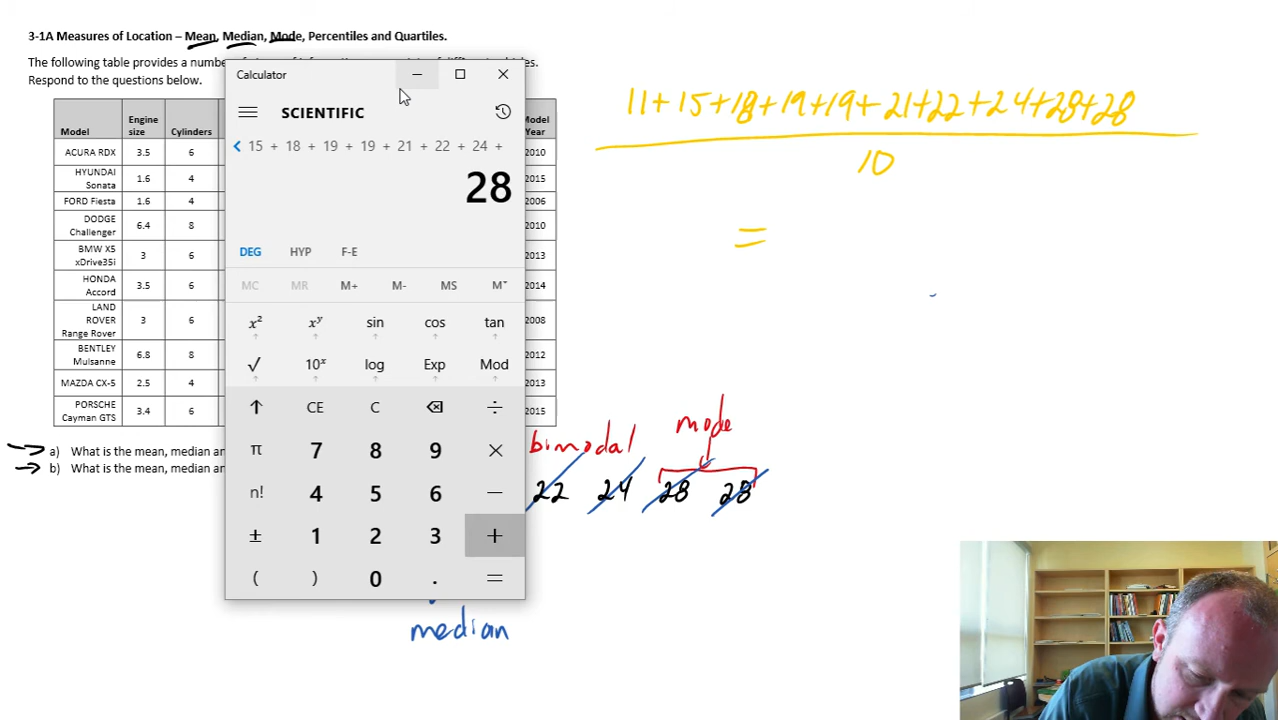 3-1A Measures of Location – Mean, Median, Mode, Percentiles and Quartiles.
The following table provides a num
Respond to the questions below.
Model Engine size Cylinders Model Year
ACURA RDX 3.5 6 2010
HYUNDAI Sonata 1.6 4 2015
FORD Fiesta 1.6 4 2006
DODGE Challenger 6.4 8 2010
BMW X5 xDrive35i 3 6 2013
HONDA Accord 3.5 6 2014
LAND ROVER Range Rover 3 6 2008
BENTLEY Mulsanne 6.8 8 2012
MAZDA CX-5 2.5 4 2013
PORSCHE Cayman GTS 3.4 6 2015
a) What is the mean, median an
b) What is the mean, median an
Calculator
SCIENTIFIC
15 + 18 + 19 + 19 + 21 + 22 + 24 +
28
DEG HYP F-E
MC MR M+ M- MS M˅
x² xʸ sin cos tan
√ 10ˣ log Exp Mod
↑ CE C ⌫ ÷
π 7 8 9 ×
n! 4 5 6 −
± 1 2 3 +
( ) 0 . =
11+15+18+19+19+21+22+24+28+28
10
=
bimodal mode
22 24 28 28
median